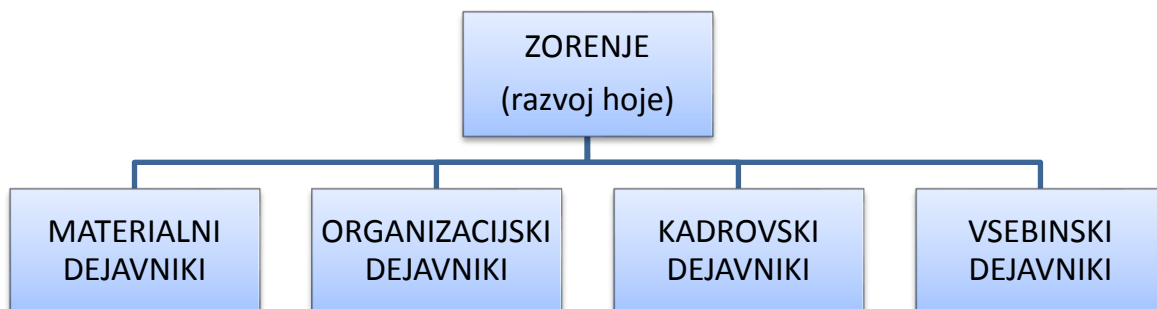 ZORENJE
(razvoj hoje)
MATERIALNI
DEJAVNIKI
ORGANIZACIJSKI
DEJAVNIKI
KADROVSKI
DEJAVNIKI
VSEBINSKI
DEJAVNIKI